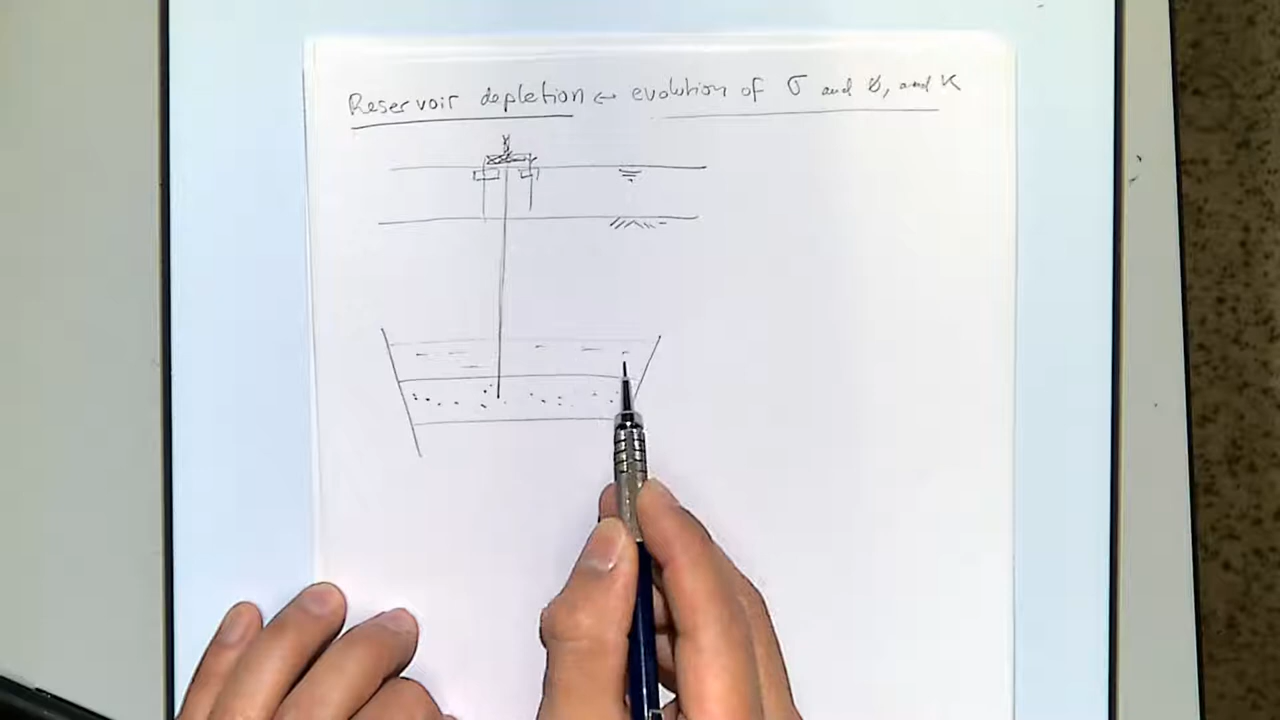 Reservoir depletion ↔ evolution of σ and ϕ, and k